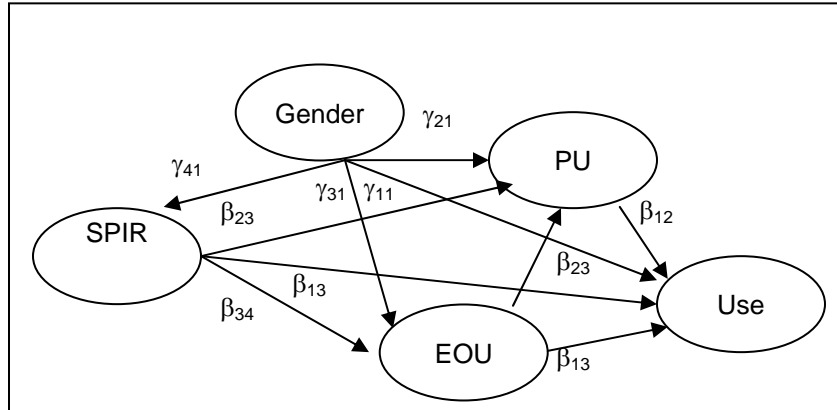 Gender
γ21
PU
γ41
γ31
γ11
β23
β12
SPIR
β23
β13
Use
β34
EOU
β13